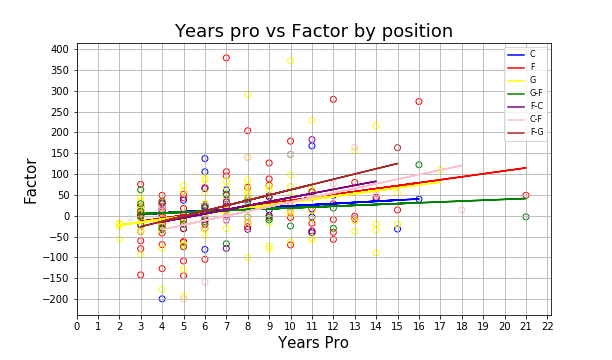 Years pro vs Factor by position
Factor
400
350
300
250
200
150
100
50
0
−50
−100
−150
−200
C
F
G
G-F
F-C
C-F
F-G
0 1 2 3 4 5 6 7 8 9 10 11 12 13 14 15 16 17 18 19 20 21 22
Years Pro